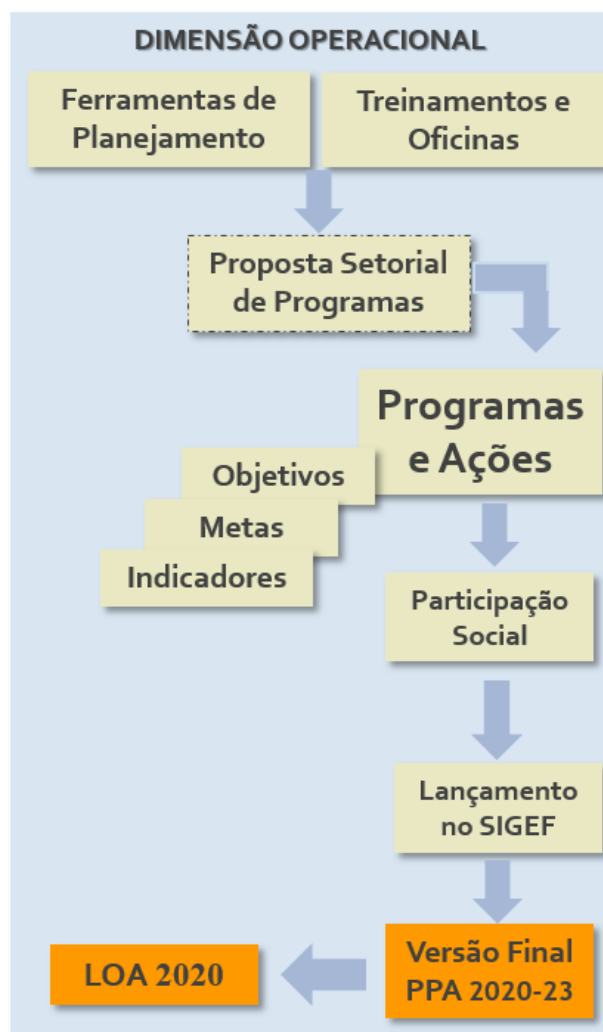 DIMENSÃO OPERACIONAL
Ferramentas de
Planejamento
Treinamentos e
Oficinas
Proposta Setorial
de Programas
Programas
e Ações
Objetivos
Metas
Indicadores
Participação
Social
Lançamento
no SIGEF
Versão Final
PPA 2020-23
LOA 2020